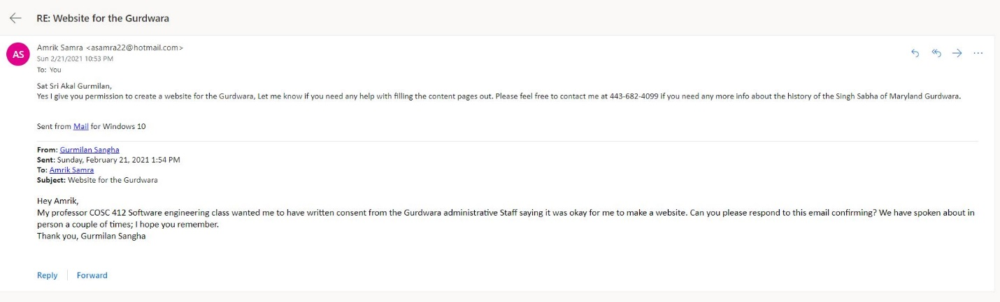 RE: Website for the Gurdwara
AS
Amrik Samra <asamra22@hotmail.com>
Sun 2/21/2021 10:53 PM
To: You
Sat Sri Akal Gurmilan,
Yes I give you permission to create a website for the Gurdwara, Let me know if you need any help with filling the content pages out. Please feel free to contact me at 443-682-4099 if you need any more info about the history of the Singh Sabha of Maryland Gurdwara.
Sent from Mail for Windows 10
From: Gurmilan Sangha
Sent: Sunday, February 21, 2021 1:54 PM
To: Amrik Samra
Subject: Website for the Gurdwara
Hey Amrik,
My professor COSC 412 Software engineering class wanted me to have written consent from the Gurdwara administrative Staff saying it was okay for me to make a website. Can you please respond to this email confirming? We have spoken about in
person a couple of times; I hope you remember.
Thank you, Gurmilan Sangha
Reply | Forward